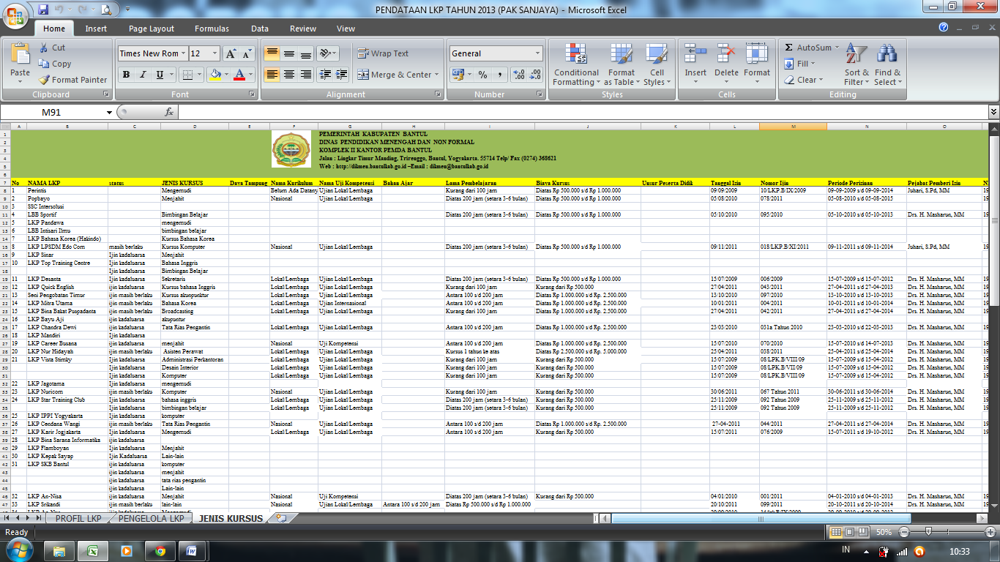 PENDATAAN LKP TAHUN 2013 (PAK SANJAYA) - Microsoft Excel
Home Insert Page Layout Formulas Data Review View
Paste Cut Copy Format Painter Clipboard
Times New Rom 12 B I U Font
Wrap Text Merge & Center Alignment
General % , Number
Conditional Formatting Format as Table Cell Styles Styles
Insert Delete Format Cells
AutoSum Fill Clear Sort & Filter Find & Select Editing
M91 fx
A B C D E F G H I J K L M N O
1 PEMERINTAH KABUPATEN BANTUL
2 DINAS PENDIDIKAN MENENGAH DAN NON FORMAL
3 KOMPLEK II KANTOR PEMDA BANTUL
4 Jalan : Lingkar Timur Manding, Trirenggo, Bantul, Yogyakarta. 55714 Telp/ Fax (0274) 368621
5 Web : http://dikmen.bantulkab.go.id --Email : dikmen@bantulkab.go.id
6
7 No NAMA LKP status JENIS KURSUS Daya Tampung Nama Kurikulum Nama Uji Kompetensi Bahan Ajar Lama Pembelajaran Biaya Kursus Unsur Peserta Didik Tanggal Izin Nomor Ijin Periode Perizinan Pejabat Pemberi Izin
8 1 Perintis Mengemudi Belum Ada Datany Ujian Lokal/Lembaga Kurang dari 100 jam Diatas Rp 500.000 s/d Rp 1.000.000 09/09/2009 10/LKP.B/IX/2009 09-09-2009 s/d 09-09-2014 Juhari, S.Pd, MM
9 2 Popbayo Menjahit Nasional Ujian Lokal/Lembaga Diatas 200 jam (setara 3-6 bulan) Diatas Rp 500.000 s/d Rp 1.000.000 05/08/2010 078/2011 05-08-2010 s/d 05-08-2015
10 3 SSC Intersolusi
11 4 LBB Sportif Bimbingan Belajar Diatas 200 jam (setara 3-6 bulan) Diatas Rp 500.000 s/d Rp 1.000.000 05/10/2010 095/2010 05-10-2010 s/d 05-10-2013 Drs. H. Masharun, MM
12 5 LKP Pandawa mengemudi
13 6 LBB Intisari Ilmu bimbingan belajar
14 7 LKP Bahasa Korea (Hakindo) Kursus Bahasa Korea
15 8 LKP LPSDM Edo Com masih berlaku Kursus Komputer Nasional Ujian Lokal/Lembaga Diatas 200 jam (setara 3-6 bulan) Diatas Rp 500.000 s/d Rp 1.000.000 09/11/2011 018/LKP.B/XI/2011 09-11-2011 s/d 09-11-2014 Juhari, S.Pd, MM
16 9 LKP Sinar Ijin kadaluarsa Menjahit
17 10 LKP Top Training Centre Ijin kadaluarsa Bahasa Inggris
18 Ijin kadaluarsa Bimbingan Belajar
19 11 LKP Desanta Ijin kadaluarsa Sekretaris Lokal/Lembaga Ujian Lokal/Lembaga Diatas 200 jam (setara 3-6 bulan) Diatas Rp 500.000 s/d Rp 1.000.000 15/07/2009 006/2009 15-07-2009 s/d 15-07-2012 Drs. H. Masharun, MM
20 12 LKP Quick English ijin kadaluarsa Kursus bahasa Inggris Lokal/Lembaga Ujian Lokal/Lembaga Kurang dari 100 jam Kurang dari Rp 500.000 27/04/2011 043/2011 27-04-2011 s/d 27-04-2013 Drs. H. Masharun, MM
21 13 Seni Pengobatan Timur ijin masih berlaku Kursus akunpunktur Lokal/Lembaga Ujian Lokal/Lembaga Antara 100 s/d 200 jam Diatas Rp 1.000.000 s/d Rp. 2.500.000 13/10/2010 097/2010 13-10-2010 s/d 13-10-2013 Drs. H. Masharun, MM
22 14 LKP Mitra Utama ijin masih berlaku Bahasa Korea Lokal/Lembaga Ujian Internasional Antara 100 s/d 200 jam Diatas Rp 1.000.000 s/d Rp. 2.500.000 10/01/2011 004/2011 10-01-2011 s/d 10-01-2014 Drs. H. Masharun, MM
23 15 LKP Bina Bakat Puspadanta ijin masih berlaku Broadcasting Lokal/Lembaga Ujian Lokal/Lembaga Kurang dari 100 jam Diatas Rp 1.000.000 s/d Rp. 2.500.000 27/04/2011 042/2011 27-04-2011 s/d 27-04-2014 Drs. H. Masharun, MM
24 16 LKP Bayu Aji ijin kadaluarsa akupuntur
25 17 LKP Chandra Dewi ijin kadaluarsa Tata Rias Pengantin Lokal/Lembaga Ujian Lokal/Lembaga Antara 100 s/d 200 jam Diatas Rp 1.000.000 s/d Rp. 2.500.000 23/03/2010 031a Tahun 2010 23-03-2010 s/d 22-03-2013 Drs. H. Masharun, MM
26 18 LKP Mandiri Ijin kadaluarsa
27 19 LKP Career Busana ijin kadaluarsa menjahit Nasional Uji Kompetensi Antara 100 s/d 200 jam Diatas Rp 1.000.000 s/d Rp. 2.500.000 15/07/2010 070/2010 15-07-2010 s/d 14-07-2013 Drs. H. Masharun, MM
28 20 LKP Nur Hidayah ijin masih berlaku Asisten Perawat Lokal/Lembaga Ujian Lokal/Lembaga Kursus 1 tahun ke atas Diatas Rp 2.500.000 s/d Rp. 5.000.000 25/04/2011 038/2011 25-04-2011 s/d 25-04-2014 Drs. H. Masharun, MM
29 21 LKP Vista Stimky Ijin kadaluarsa Administrasi Perkantoran Lokal/Lembaga Ujian Lokal/Lembaga Kurang dari 100 jam Kurang dari Rp 500.000 15/07/2009 08/LPK.B/VIII/09 15-07-2009 s/d 15-04-2012 Drs. H. Masharun, MM
30 Ijin kadaluarsa Desain Interior Lokal/Lembaga Ujian Lokal/Lembaga Kurang dari 100 jam Kurang dari Rp 500.000 15/07/2009 08/LPK.B/VIII/09 15-07-2009 s/d 15-04-2012 Drs. H. Masharun, MM
31 Ijin kadaluarsa Komputer Lokal/Lembaga Ujian Lokal/Lembaga Kurang dari 100 jam Kurang dari Rp 500.000 15/07/2009 08/LPK.B/VIII/09 15-07-2009 s/d 15-04-2012 Drs. H. Masharun, MM
32 22 LKP Jagotama Ijin kadaluarsa mengemudi
33 23 LKP Nuricom ijin masih berlaku Komputer Nasional Ujian Lokal/Lembaga Kurang dari 100 jam Kurang dari Rp 500.000 30/06/2011 067 Tahun 2011 30-06-2011 s/d 30-06-2014 Drs. H. Masharun, MM
34 24 LKP Star Training Club Ijin kadaluarsa bahasa inggris Lokal/Lembaga Ujian Lokal/Lembaga Diatas 200 jam (setara 3-6 bulan) Kurang dari Rp 500.000 25/11/2009 092 Tahun 2009 25-11-2009 s/d 25-11-2012 Drs. H. Masharun, MM
35 Ijin kadaluarsa bimbingan belajar Lokal/Lembaga Ujian Lokal/Lembaga Diatas 200 jam (setara 3-6 bulan) Kurang dari Rp 500.000 25/11/2009 092 Tahun 2009 25-11-2009 s/d 25-11-2012 Drs. H. Masharun, MM
36 25 LKP IPPI Yogyakarta Ijin kadaluarsa komputer
37 26 LKP Cendana Wangi ijin masih berlaku Tata Rias Pengantin Nasional Ujian Lokal/Lembaga Antara 100 s/d 200 jam Diatas Rp 1.000.000 s/d Rp. 2.500.000 27-04-2011 044/2011 27-04-2011 s/d 27-04-2014 Drs. H. Masharun, MM
38 27 LKP Karir Jogjakarta Ijin kadaluarsa Mengemudi Lokal/Lembaga Ujian Lokal/Lembaga Antara 100 s/d 200 jam Kurang dari Rp 500.000 15/07/2011 076/2009 15-07-2011 s/d 19-10-2012 Drs. H. Masharun, MM
39 28 LKP Bina Sarana Informatika ijin kadaluarsa
40 29 LKP Flamboyan Ijin kadaluarsa Menjahit
41 30 LKP Kepak Sayap Ijin Kadaluarsa Lain-lain
42 31 LKP SKB Bantul ijin kadaluarsa komputer
43 ijin kadaluarsa menjahit
44 ijin kadaluarsa tata rias pengantin
45 ijin kadaluarsa Lain-lain
46 32 LKP An-Nisa ijin kadaluarsa Menjahit Nasional Uji Kompetensi Diatas 200 jam (setara 3-6 bulan) Kurang dari Rp 500.000 04/01/2010 001/2011 04-01-2010 s/d 04-01-2013 Drs. H. Masharun, MM
47 33 LKP Srikandi ijin masih berlaku lain-lain Nasional Ujian Lokal/Lembaga Antara 100 s/d 200 jam Diatas Rp 500.000 s/d Rp 1.000.000 20/10/2011 099/2011 20-10-2011 s/d 20-10-2014 Drs. H. Masharun, MM
PROFIL LKP PENGELOLA LKP JENIS KURSUS
Ready 50%
IN 10:33